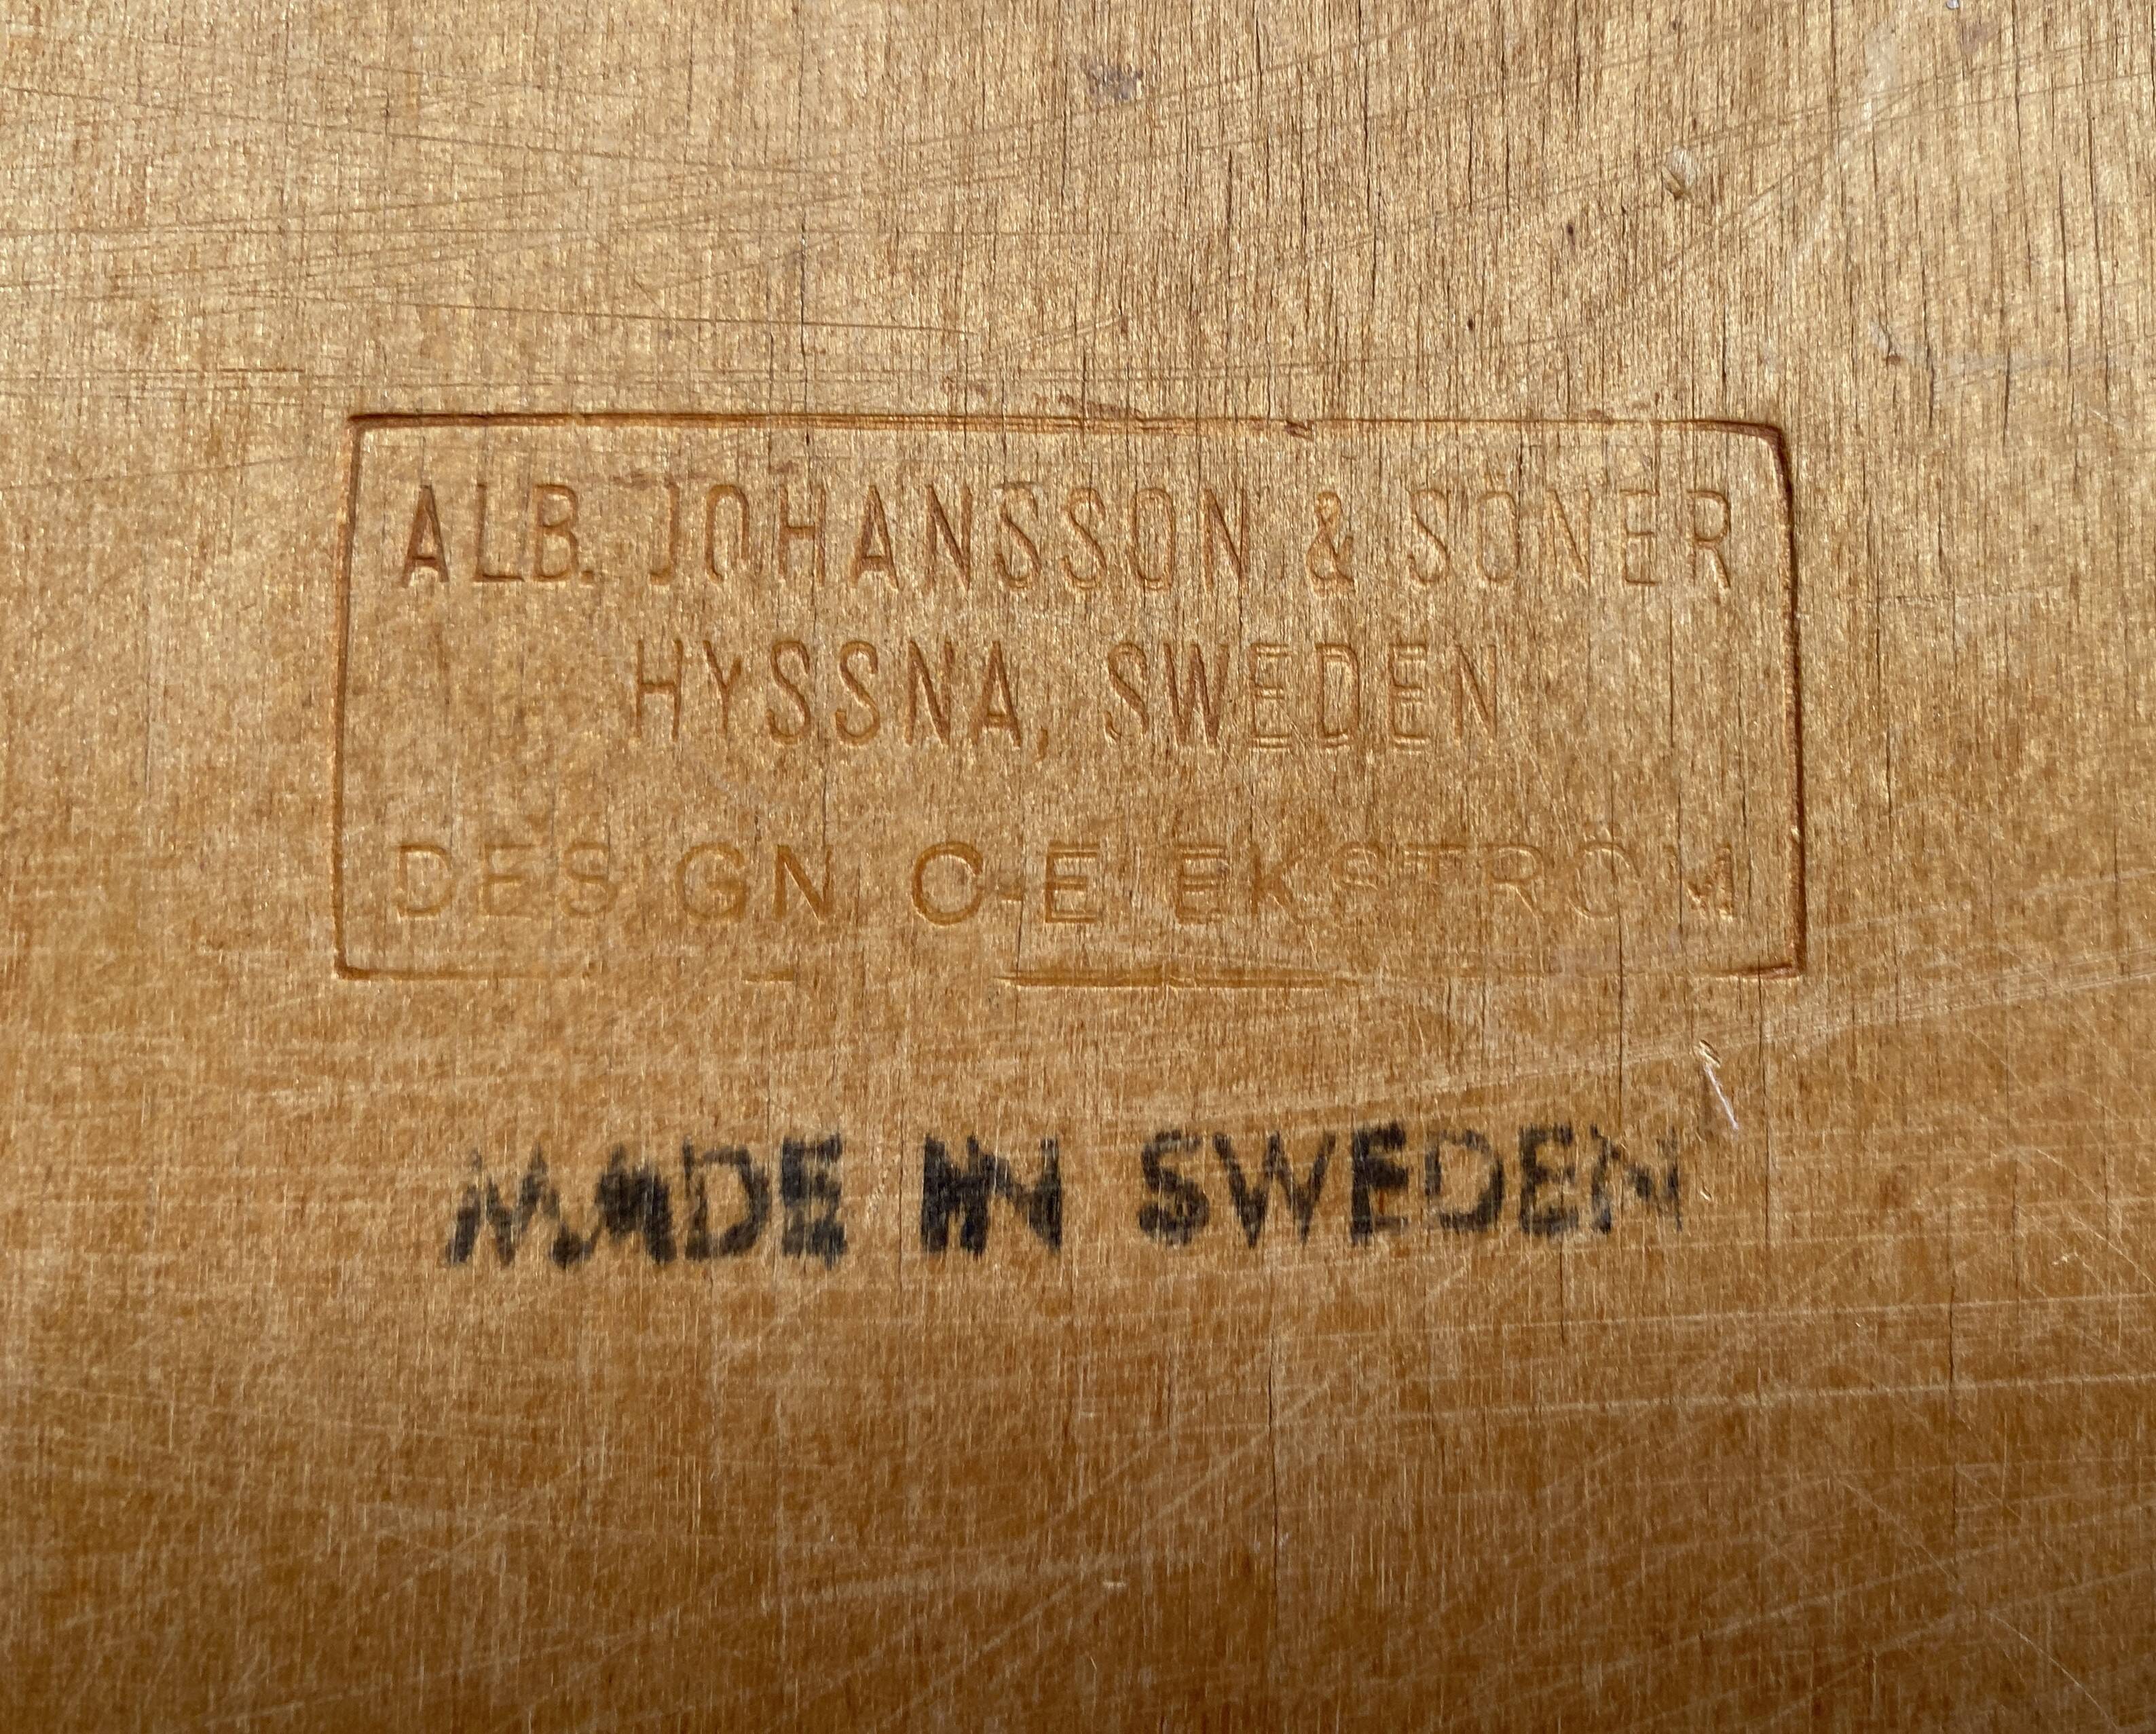 ALB. JOHANSSON & SÖNER
HYSSNA, SWEDEN
DESIGN C-E EKSTRÖM
MADE IN SWEDEN